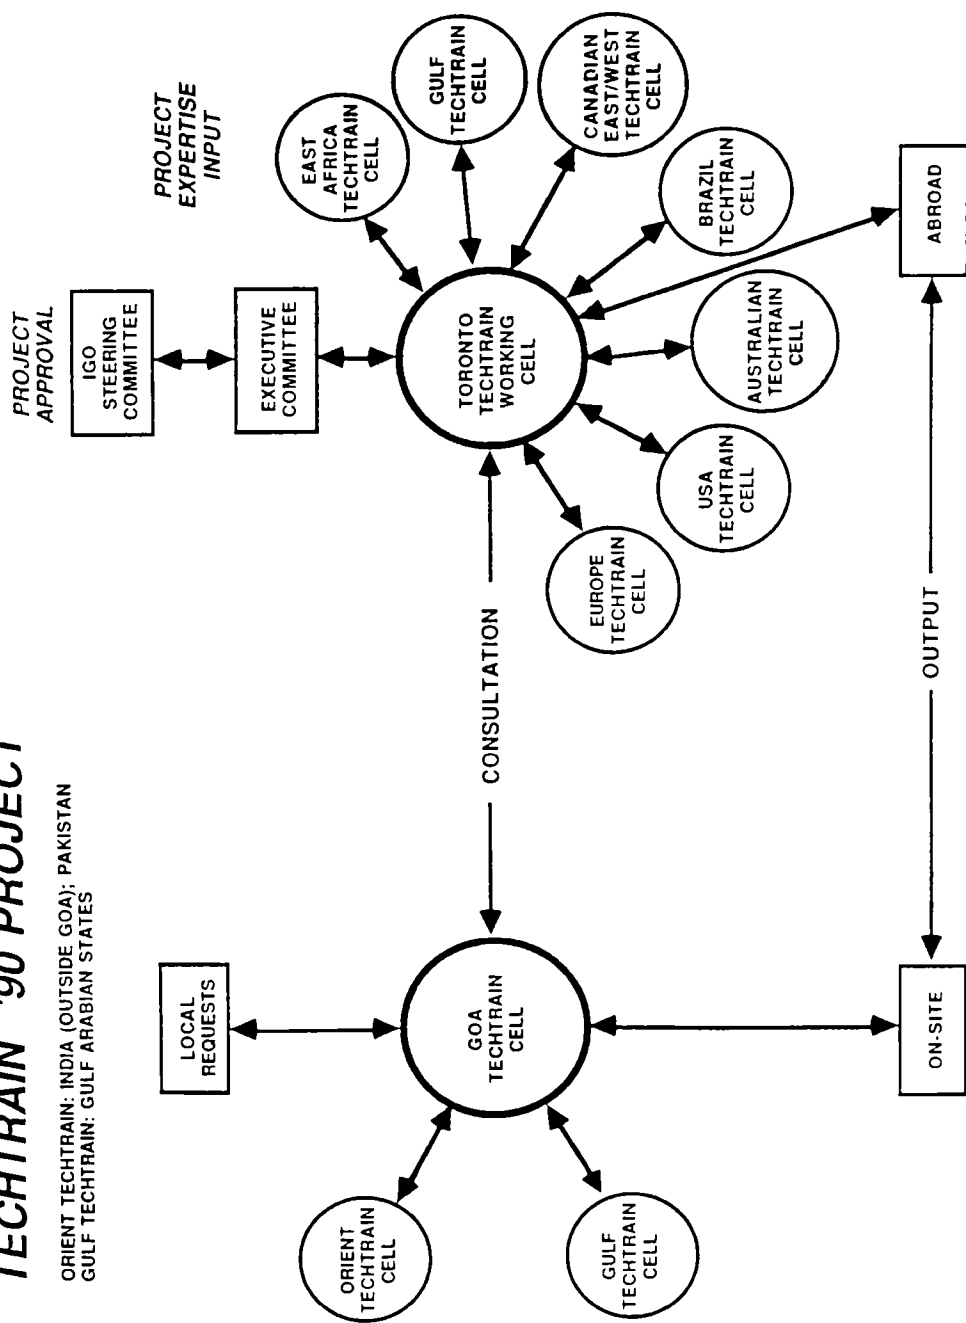 TECHTRAIN '90 PROJECT
ORIENT TECHTRAIN: INDIA (OUTSIDE GOA); PAKISTAN
GULF TECHTRAIN: GULF ARABIAN STATES
PROJECT
APPROVAL
PROJECT
EXPERTISE
INPUT
LOCAL
REQUESTS
IGO
STEERING
COMMITTEE
EXECUTIVE
COMMITTEE
EAST
AFRICA
TECHTRAIN
CELL
GULF
TECHTRAIN
CELL
CANADIAN
EAST/WEST
TECHTRAIN
CELL
ORIENT
TECHTRAIN
CELL
GOA
TECHTRAIN
CELL
CONSULTATION
TORONTO
TECHTRAIN
WORKING
CELL
BRAZIL
TECHTRAIN
CELL
GULF
TECHTRAIN
CELL
EUROPE
TECHTRAIN
CELL
USA
TECHTRAIN
CELL
AUSTRALIAN
TECHTRAIN
CELL
ON-SITE
OUTPUT
ABROAD